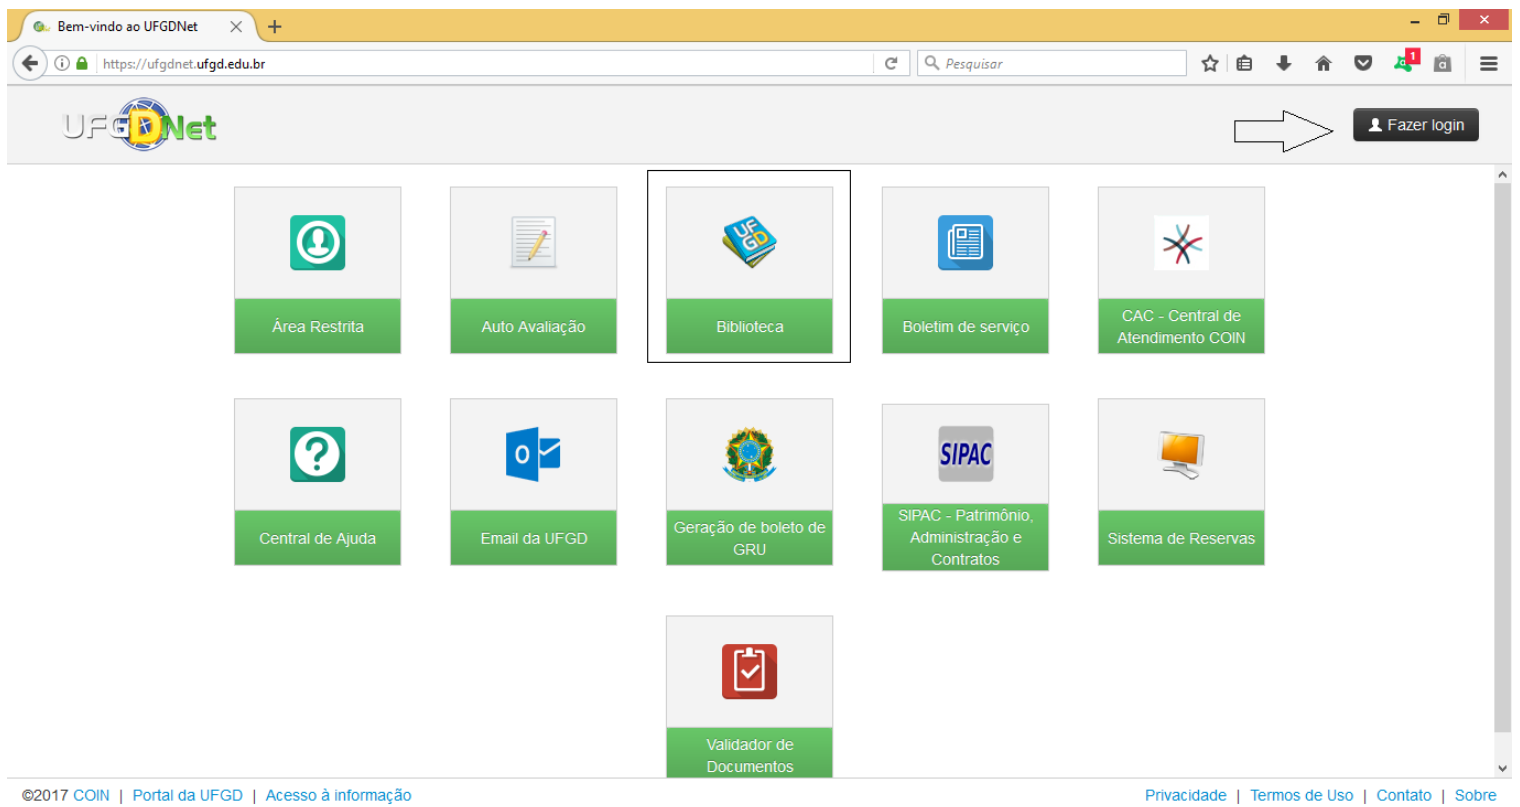 Bem-vindo ao UFGDNet
https://ufgdnet.ufgd.edu.br
Pesquisar
1
UFGDNet
Fazer login
UF
GD
Área Restrita
Auto Avaliação
Biblioteca
Boletim de serviço
CAC - Central de
Atendimento COIN
SIPAC
Central de Ajuda
Email da UFGD
Geração de boleto de
GRU
SIPAC - Patrimônio,
Administração e
Contratos
Sistema de Reservas
Validador de
Documentos
©2017 COIN | Portal da UFGD | Acesso à informação
Privacidade | Termos de Uso | Contato | Sobre